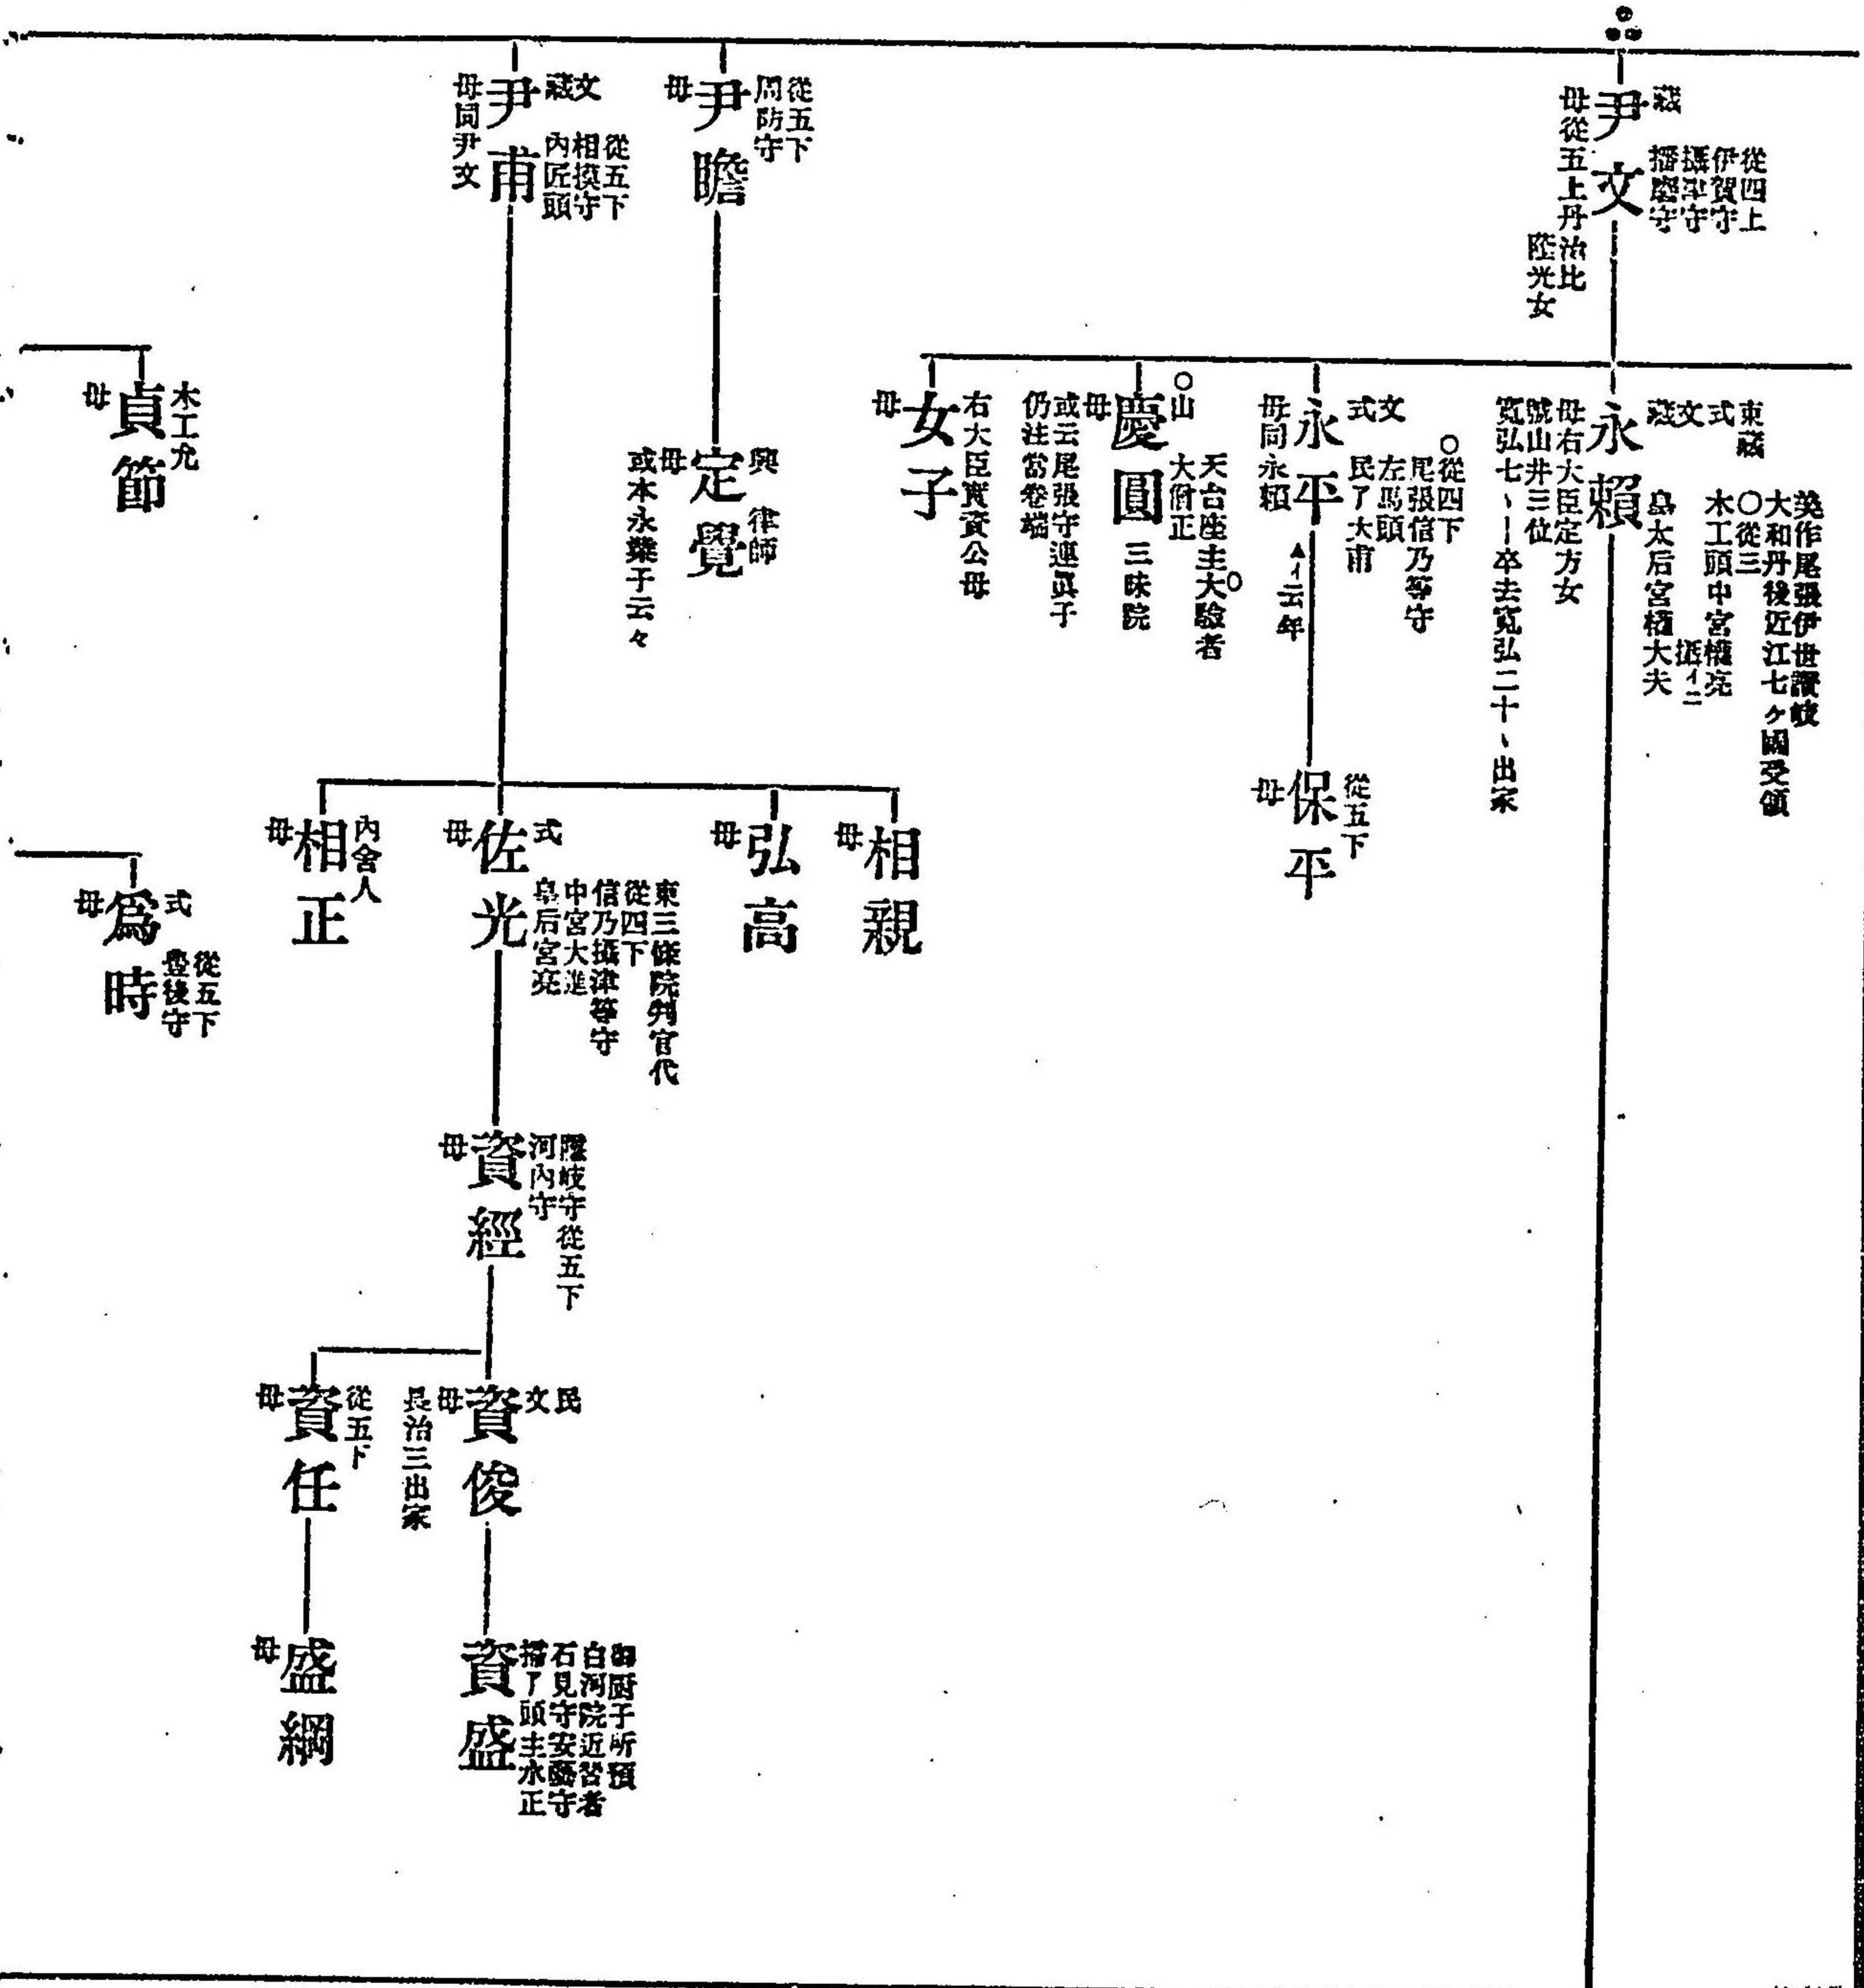 藏
尹文
從四上
伊賀守
攝津守
播磨守
母從五上丹治比
陸光女
東藏
式
文
藏
永賴
美作尾張伊世讚岐
大和丹後近江七ヶ國受領
○從三
木工頭中宮權亮
皇太后宮權大夫
母右大臣定方女
號山井三位
寬弘七、ー卒去寬弘二十、出家
文
式
永平
○從四下
尾張信乃等守
左馬頭
民了大甫
母同永賴
▲イ云年
保平
從五下
母
○山
慶圓
天台座主大驗者
大僧正
三昧院
母
或云尾張守連眞子
仍注當卷端
女子
右大臣實資公母
母
尹瞻
從五下
周防守
母
定覺
興
律師
母
或本永業子云々
文
藏
尹甫
從五下
相摸守
內匠頭
母同尹文
相親
母
弘高
母
式
佐光
東三條院判官代
從四下
信乃攝津等守
中宮大進
皇后宮亮
母
資經
隱岐守從五下
河內守
母
民
文
資俊
母
長治三出家
資盛
御厨子所預
白河院近習者
石見守安藝守
掃了頭主水正
資任
從五下
母
盛綱
母
相正
內舍人
母
貞節
木工允
母
式
爲時
從五下
豐後守
母